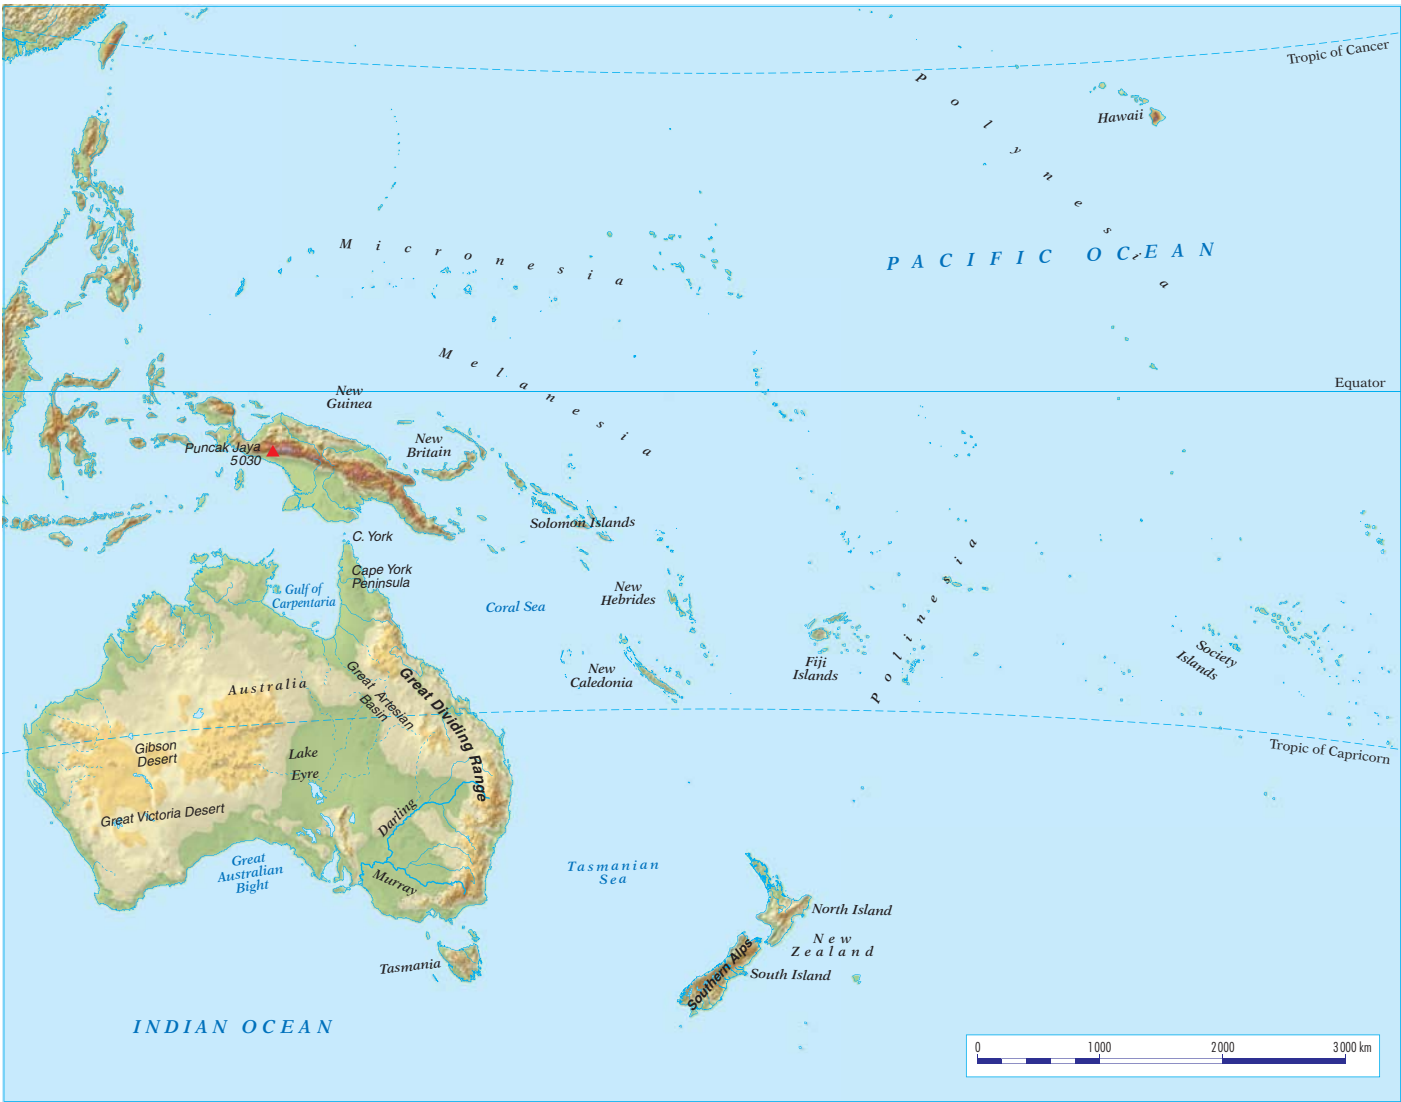 Tropic of Cancer
Polynesia
Hawaii
Micronesia
PACIFIC OCEAN
Melanesia
Equator
New
Guinea
New
Britain
Puncak Jaya
5030
Solomon Islands
C. York
Cape York
Peninsula
Gulf of
Carpentaria
Coral Sea
New
Hebrides
Polinesia
Fiji
Islands
Society
Islands
New
Caledonia
Australia
Great Artesian
Basin
Great Dividing Range
Tropic of Capricorn
Gibson
Desert
Lake
Eyre
Great Victoria Desert
Darling
Great
Australian
Bight
Murray
Tasmanian
Sea
North Island
New
Zealand
Southern Alps
South Island
Tasmania
INDIAN OCEAN
0 1000 2000 3000 km